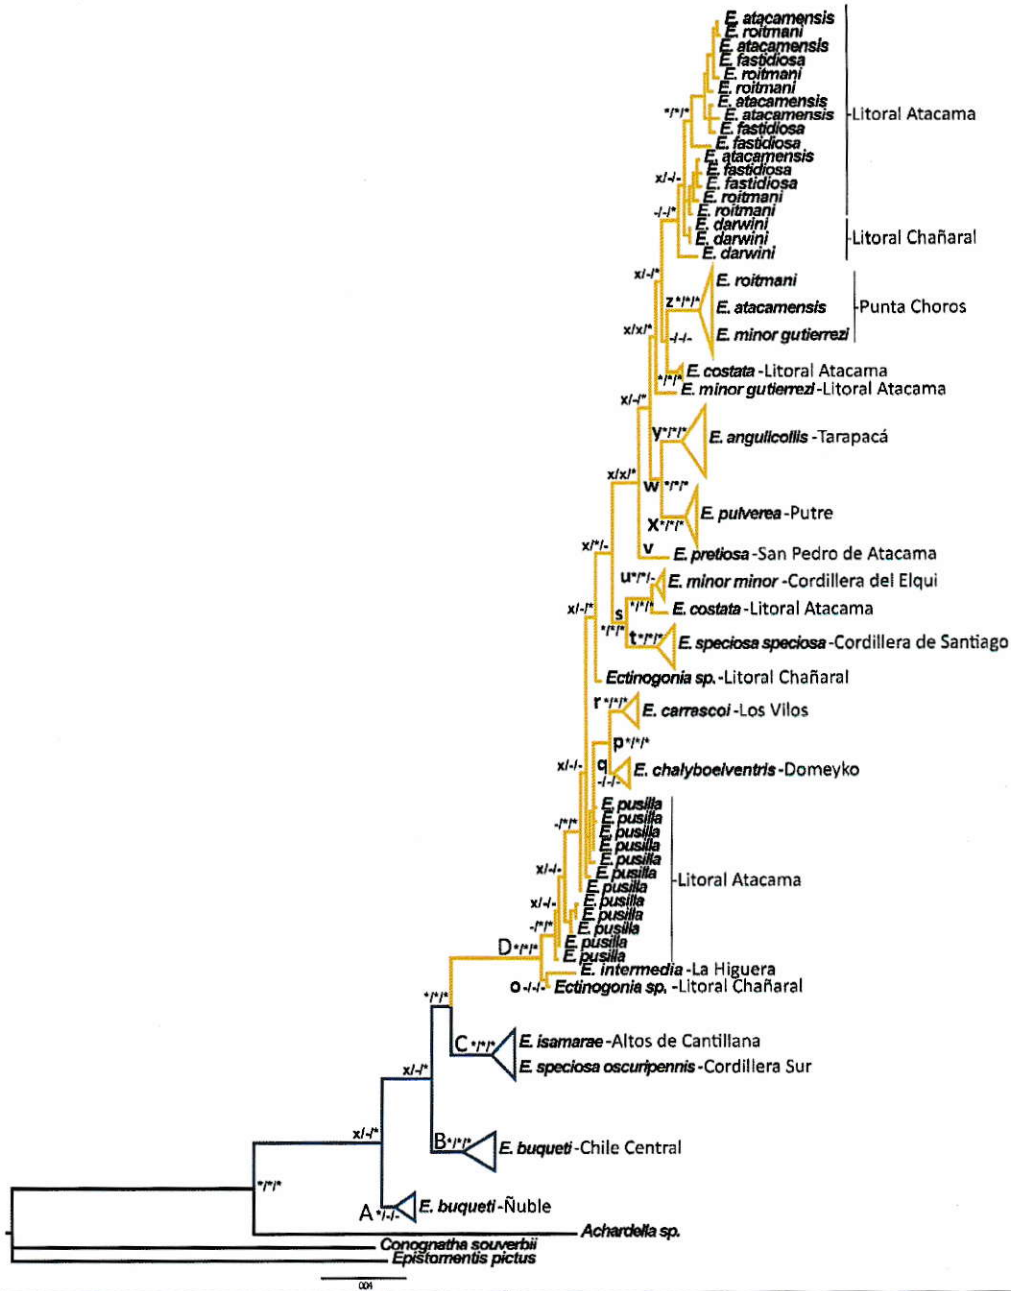 E. atacamensis
E. roitmani
E. atacamensis
E. fastidiosa
E. roitmani
E. roitmani
E. atacamensis
E. atacamensis
E. fastidiosa
E. fastidiosa
E. atacamensis
E. fastidiosa
E. fastidiosa
E. roitmani
E. roitmani
-Litoral Atacama
*/*/*
x/-/-
-/-/*
E. darwini
E. darwini
E. darwini
-Litoral Chañaral
x/-/*
E. roitmani
z*/*/*
E. atacamensis
-Punta Choros
E. minor gutierrezi
x/x/*
-/-/-
E. costata -Litoral Atacama
*/*/*
E. minor gutierrezi -Litoral Atacama
x/-/*
y*/*/*
E. angulicollis -Tarapacá
x/x/*
w */*/*
E. pulverea -Putre
X*/*/*
x/*/-
v
E. pretiosa -San Pedro de Atacama
u*/*/-
E. minor minor -Cordillera del Elqui
x/-/*
*/*/*
E. costata -Litoral Atacama
s
*/*/*
t*/*/*
E. speciosa speciosa -Cordillera de Santiago
Ectinogonia sp. -Litoral Chañaral
r */*/*
E. carrascoi -Los Vilos
p*/*/*
x/-/-
q
-/-/-
E. chalyboeiventris -Domeyko
E. pusilla
E. pusilla
E. pusilla
E. pusilla
E. pusilla
E. pusilla
E. pusilla
E. pusilla
E. pusilla
E. pusilla
E. pusilla
E. pusilla
-Litoral Atacama
-/*/*
x/-/-
x/-/-
-/*/*
D*/*/*
E. intermedia -La Higuera
o -/-/-
Ectinogonia sp. -Litoral Chañaral
*/*/*
E. isamarae -Altos de Cantillana
C */*/*
E. speciosa oscuripennis -Cordillera Sur
x/-/*
B*/*/*
E. buqueti -Chile Central
x/-/*
*/*/*
A */-/-
E. buqueti -Ñuble
Achardella sp.
Conognatha souverbii
Epistomentis pictus
0.04